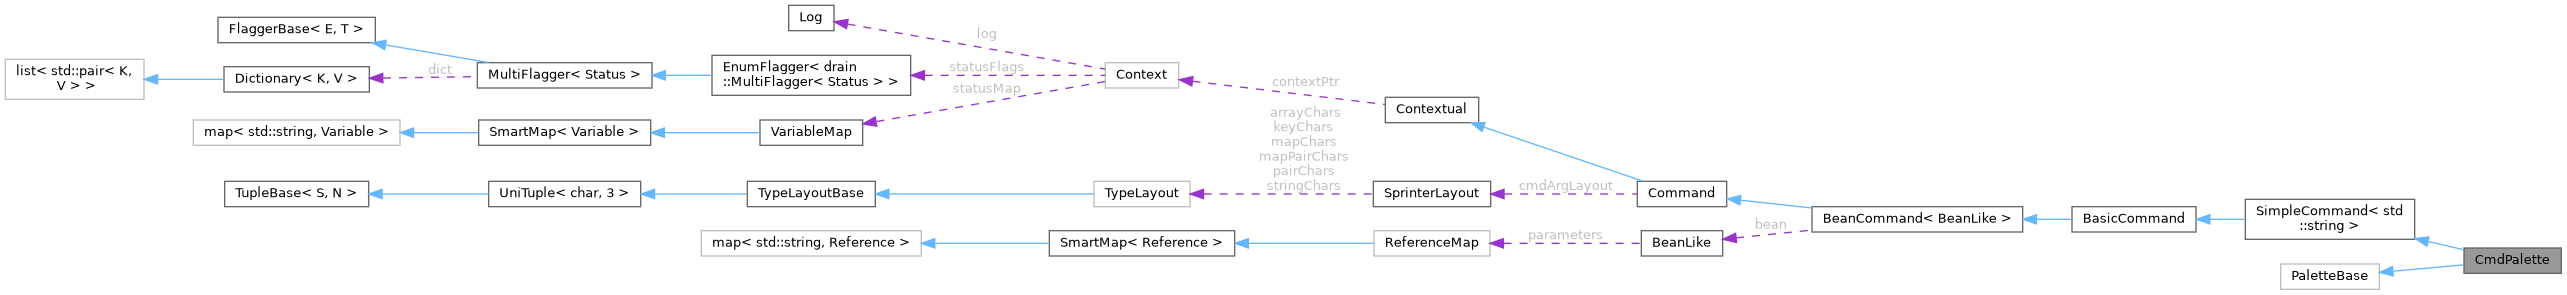 Log
log
FlaggerBase< E, T >
list< std::pair< K,
V > >
Dictionary< K, V >
dict
MultiFlagger< Status >
EnumFlagger< drain
::MultiFlagger< Status > >
statusFlags
statusMap
Context
contextPtr
Contextual
map< std::string, Variable >
SmartMap< Variable >
VariableMap
arrayChars
keyChars
mapChars
mapPairChars
pairChars
stringChars
TupleBase< S, N >
UniTuple< char, 3 >
TypeLayoutBase
TypeLayout
SprinterLayout
cmdArgLayout
Command
BeanCommand< BeanLike >
BasicCommand
SimpleCommand< std
::string >
map< std::string, Reference >
SmartMap< Reference >
ReferenceMap
parameters
BeanLike
bean
CmdPalette
PaletteBase